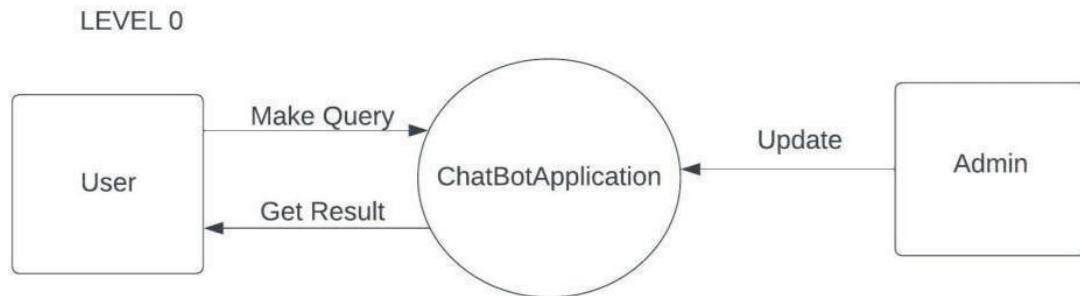 LEVEL 0
User
Make Query
Get Result
ChatBotApplication
Update
Admin